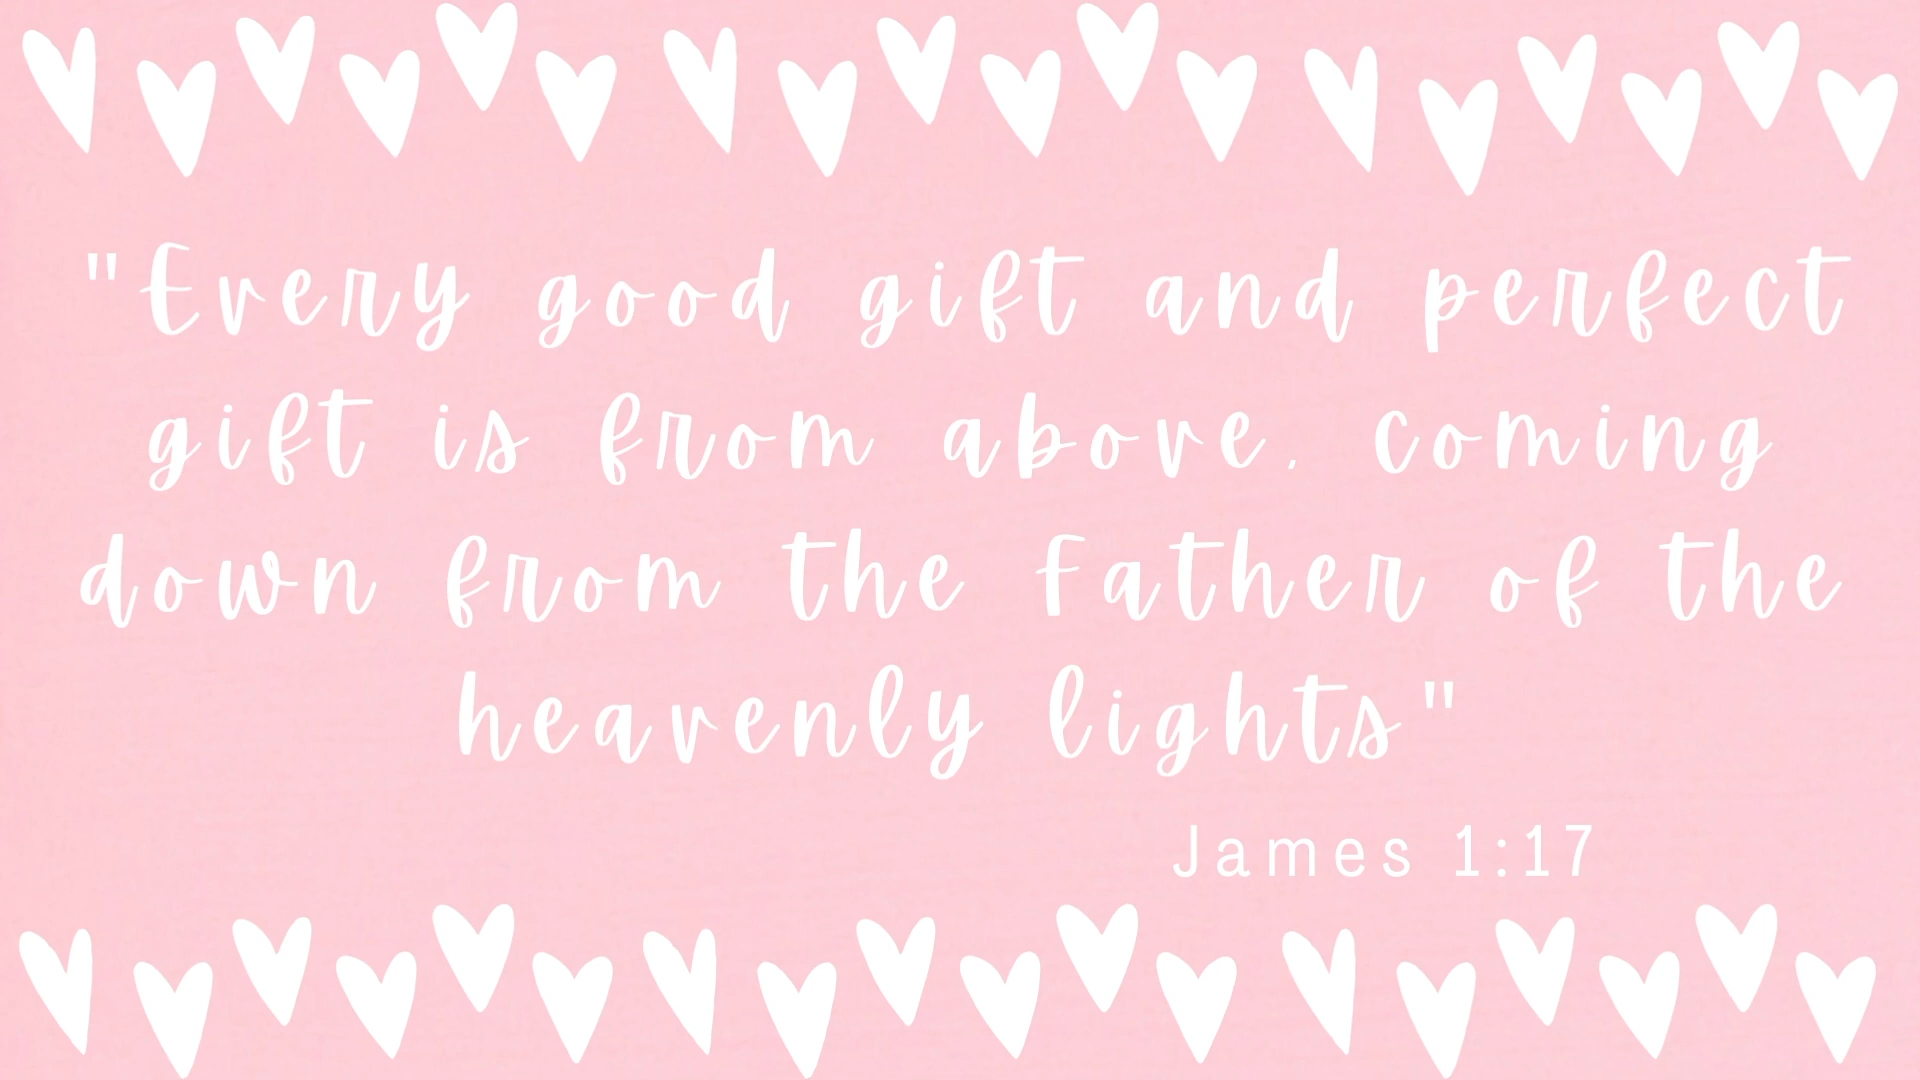 "Every good gift and perfect
gift is from above, coming
down from the Father of the
heavenly lights"
James 1:17